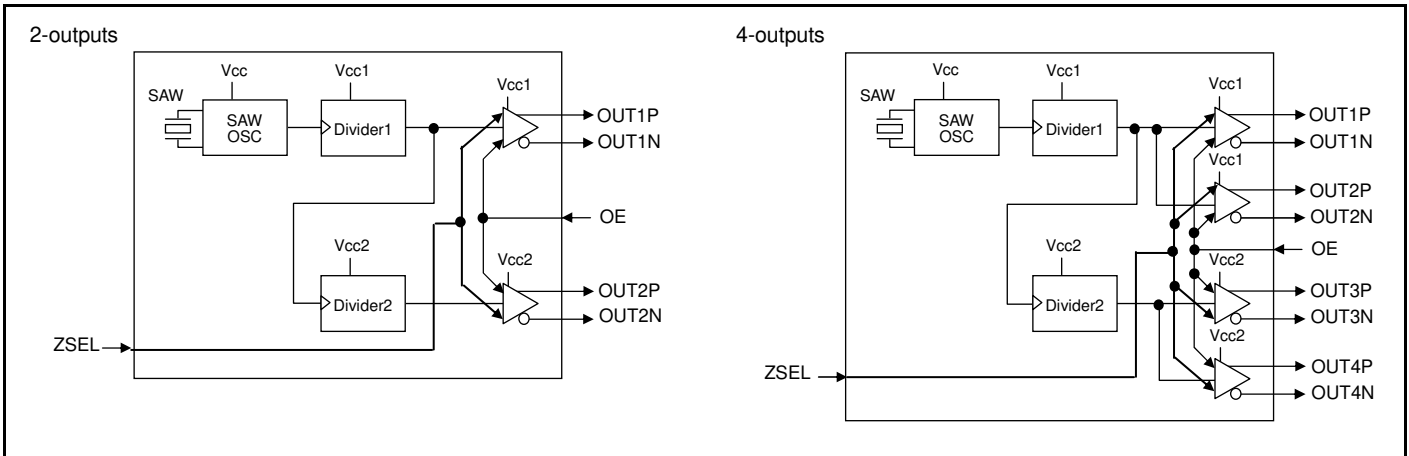 2-outputs
Vcc
Vcc1
SAW
SAW
OSC
Divider1
Vcc1
OUT1P
OUT1N
OE
Vcc2
Divider2
Vcc2
OUT2P
OUT2N
ZSEL
4-outputs
Vcc
Vcc1
SAW
SAW
OSC
Divider1
Vcc1
OUT1P
OUT1N
Vcc1
OUT2P
OUT2N
OE
Vcc2
Divider2
Vcc2
OUT3P
OUT3N
Vcc2
OUT4P
OUT4N
ZSEL